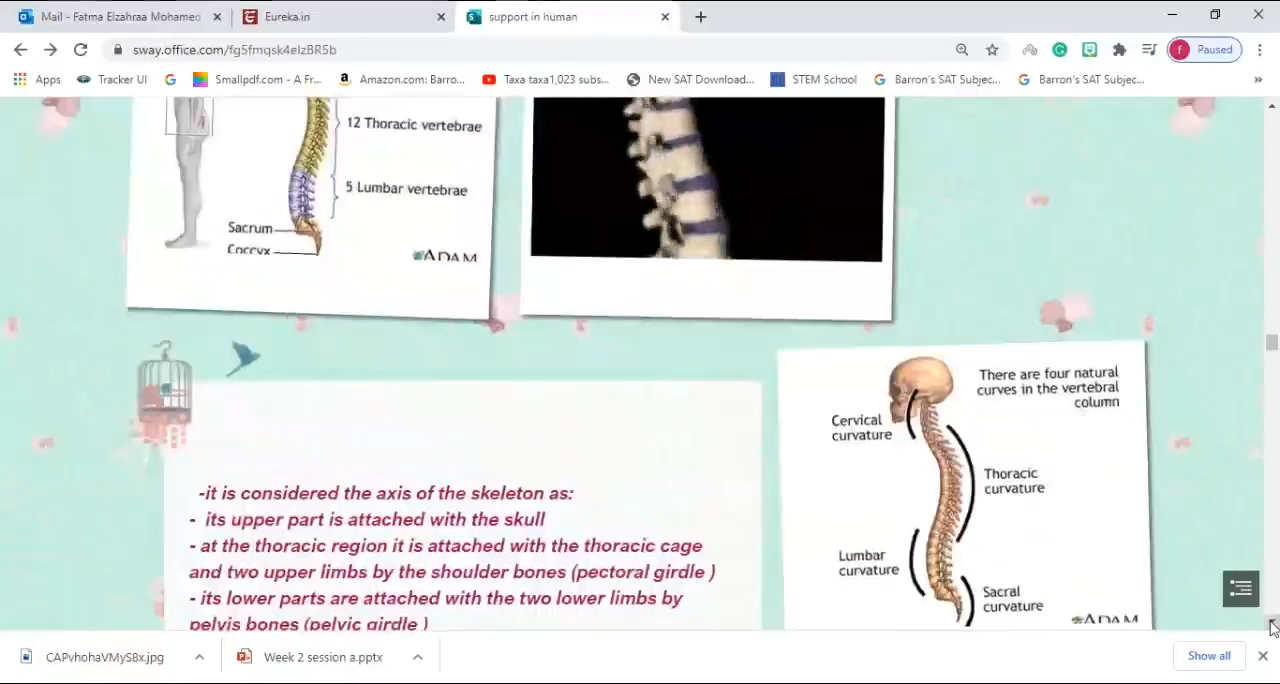 Mail - Fatma Elzahraa Mohamed
Eureka.in
support in human
sway.office.com/fg5fmqsk4elzBR5b
Paused
Apps
Tracker UI
Smallpdf.com - A Fr...
Amazon.com: Barro...
Taxa taxa1,023 subs...
New SAT Download...
STEM School
Barron's SAT Subjec...
Barron's SAT Subjec...
12 Thoracic vertebrae
5 Lumbar vertebrae
Sacrum
Coccyx
ADAM
There are four natural
curves in the vertebral
column
Cervical
curvature
Thoracic
curvature
Lumbar
curvature
Sacral
curvature
ADAM
-it is considered the axis of the skeleton as:
- its upper part is attached with the skull
- at the thoracic region it is attached with the thoracic cage
and two upper limbs by the shoulder bones (pectoral girdle )
- its lower parts are attached with the two lower limbs by
pelvis bones (pelvic girdle )
CAPvhohaVMyS8x.jpg
Week 2 session a.pptx
Show all